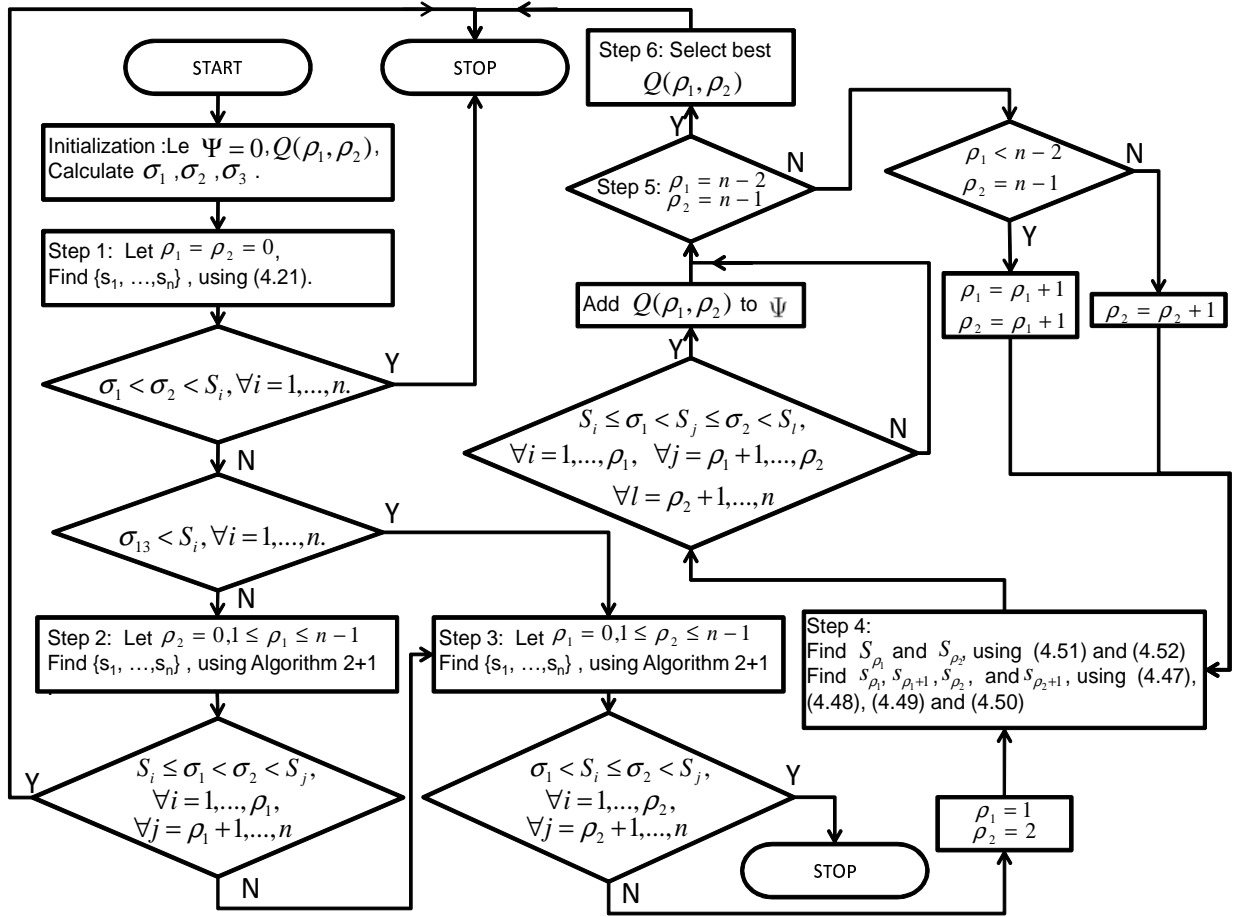 START
STOP
Initialization :Le Ψ = 0, Q(ρ₁, ρ₂),
Calculate σ₁ ,σ₂ ,σ₃ .
Step 1: Let ρ₁ = ρ₂ = 0,
Find {s₁, …,sₙ} , using (4.21).
σ₁ < σ₂ < Sᵢ, ∀i = 1,...,n.
Y
N
σ₁₃ < Sᵢ, ∀i = 1,...,n.
Y
N
Step 2: Let ρ₂ = 0,1 ≤ ρ₁ ≤ n − 1
Find {s₁, …,sₙ} , using Algorithm 2+1
Sᵢ ≤ σ₁ < σ₂ < Sⱼ,
∀i = 1,...,ρ₁,
∀j = ρ₁ + 1,...,n
Y
N
Step 3: Let ρ₁ = 0,1 ≤ ρ₂ ≤ n − 1
Find {s₁, …,sₙ} , using Algorithm 2+1
σ₁ < Sᵢ ≤ σ₂ < Sⱼ,
∀i = 1,...,ρ₂,
∀j = ρ₂ + 1,...,n
Y
STOP
N
ρ₁ = 1
ρ₂ = 2
Step 4:
Find S_ρ₁ and S_ρ₂, using (4.51) and (4.52)
Find s_ρ₁, s_ρ₁₊₁, s_ρ₂, and s_ρ₂₊₁, using (4.47),
(4.48), (4.49) and (4.50)
Sᵢ ≤ σ₁ < Sⱼ ≤ σ₂ < Sₗ,
∀i = 1,...,ρ₁, ∀j = ρ₁ + 1,...,ρ₂
∀l = ρ₂ + 1,...,n
Y
N
Add Q(ρ₁, ρ₂) to Ψ
Step 5: ρ₁ = n − 2
ρ₂ = n − 1
Y
N
Step 6: Select best
Q(ρ₁, ρ₂)
ρ₁ < n − 2
ρ₂ = n − 1
Y
N
ρ₁ = ρ₁ + 1
ρ₂ = ρ₁ + 1
ρ₂ = ρ₂ + 1